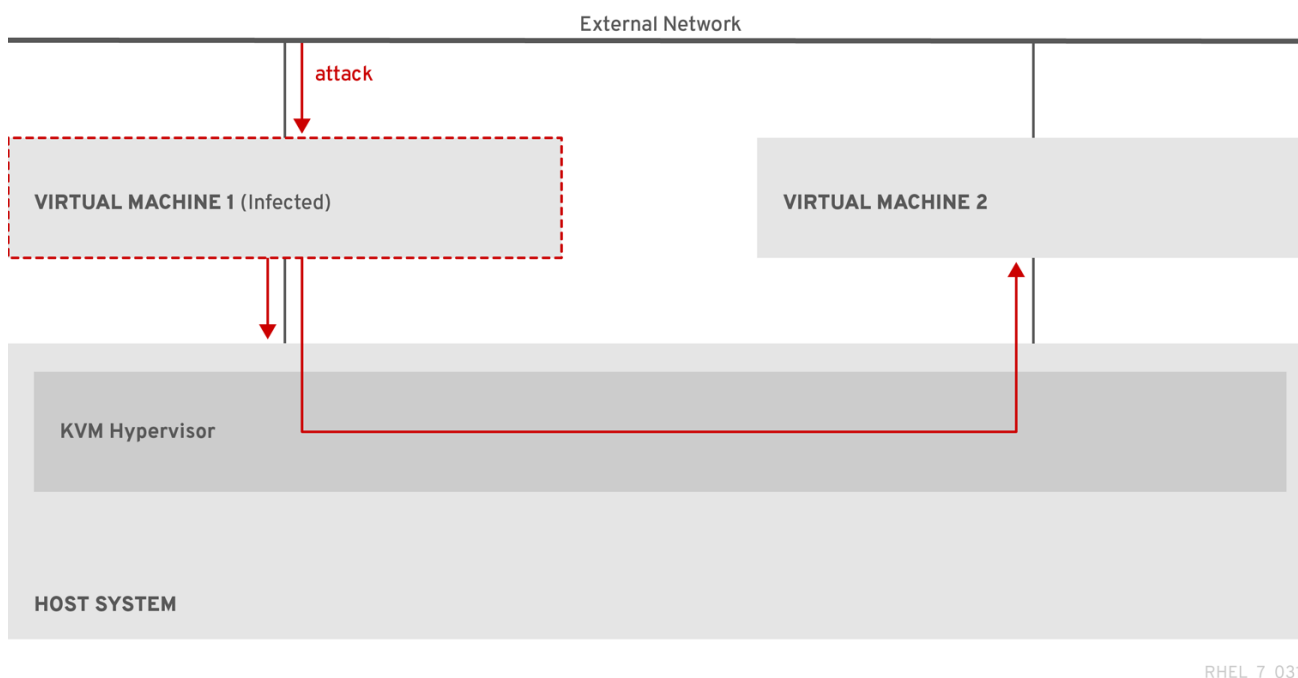 External Network
attack
VIRTUAL MACHINE 1 (Infected)
VIRTUAL MACHINE 2
KVM Hypervisor
HOST SYSTEM
RHEL 7